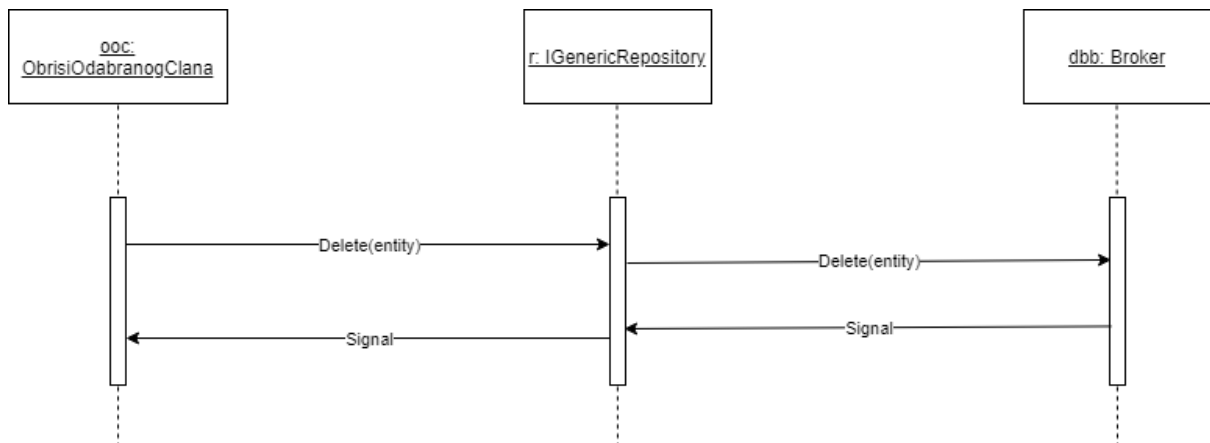 ooc:
ObrisiOdabranogClana
r: IGenericRepository
dbb: Broker
Delete(entity)
Delete(entity)
Signal
Signal